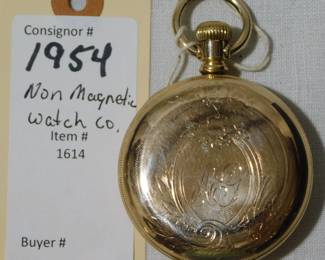 Consignor #
1954
Non Magnetic
Watch Co.
Item #
1614
Buyer #